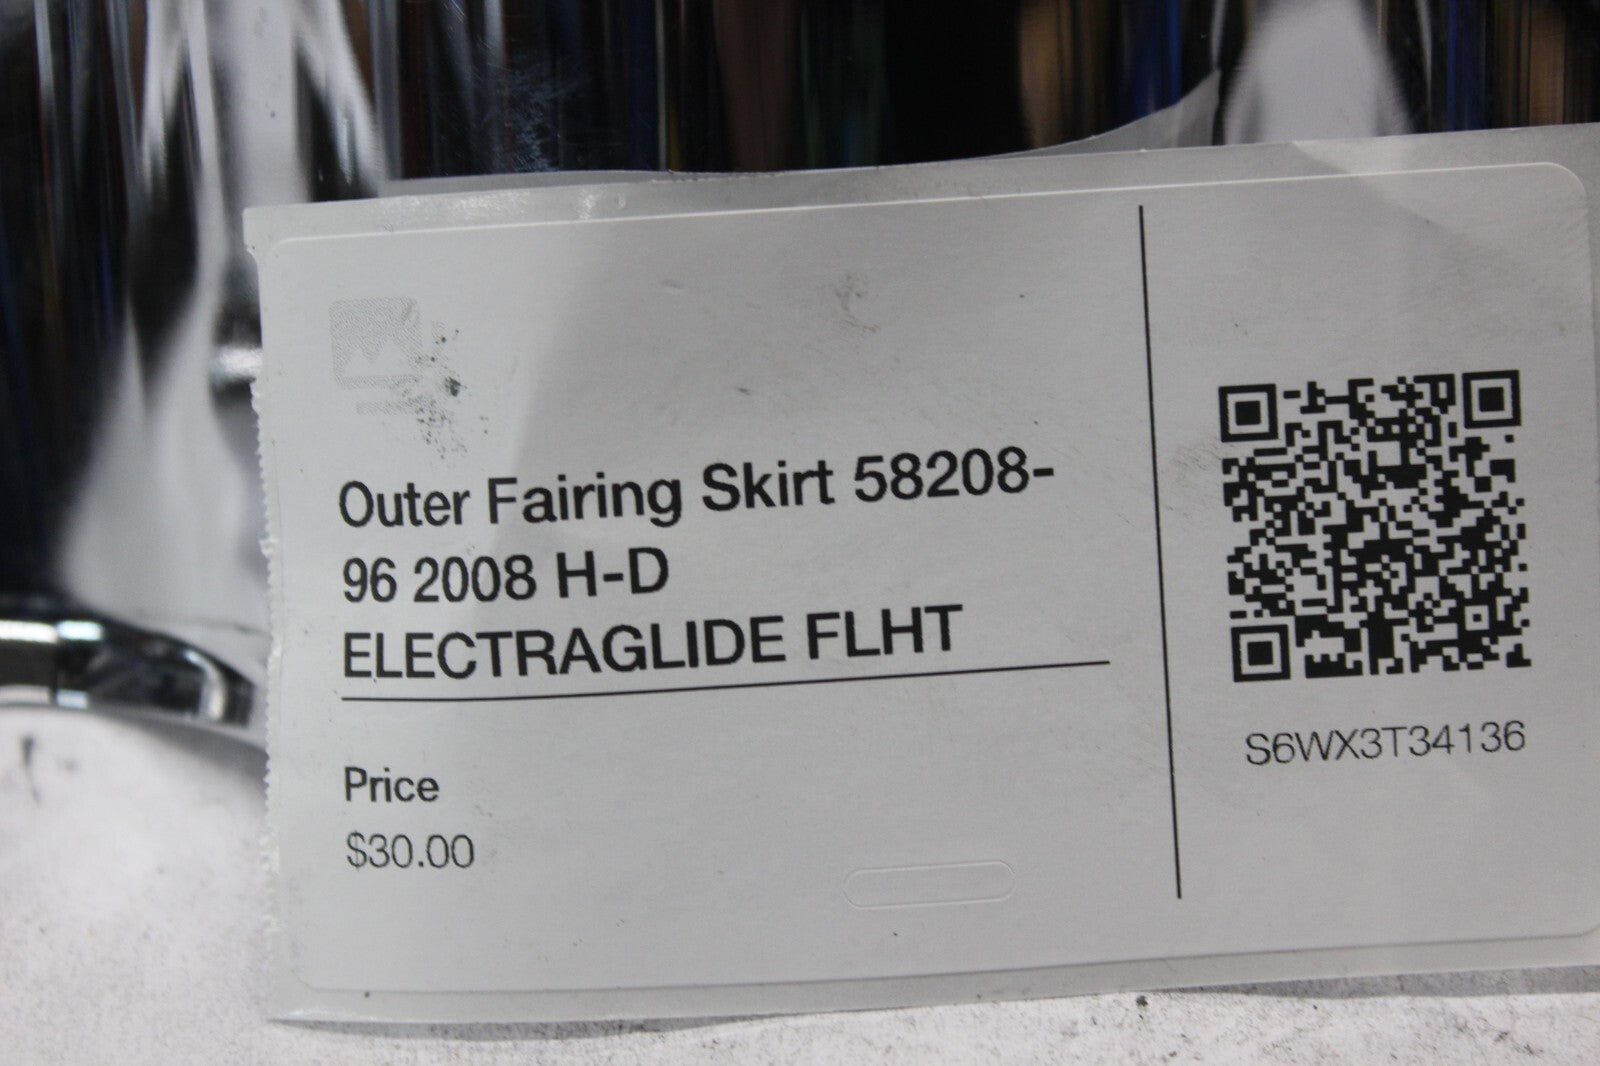 Outer Fairing Skirt 58208-
96 2008 H-D
ELECTRAGLIDE FLHT
Price
$30.00
S6WX3T34136